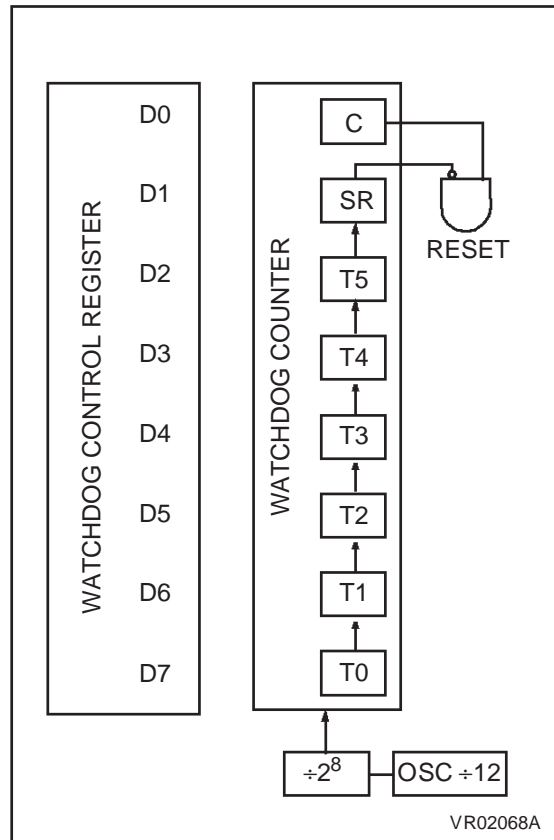 WATCHDOG CONTROL REGISTER
D0
D1
D2
D3
D4
D5
D6
D7
WATCHDOG COUNTER
C
SR
T5
T4
T3
T2
T1
T0
RESET
÷2⁸
OSC ÷12
VR02068A